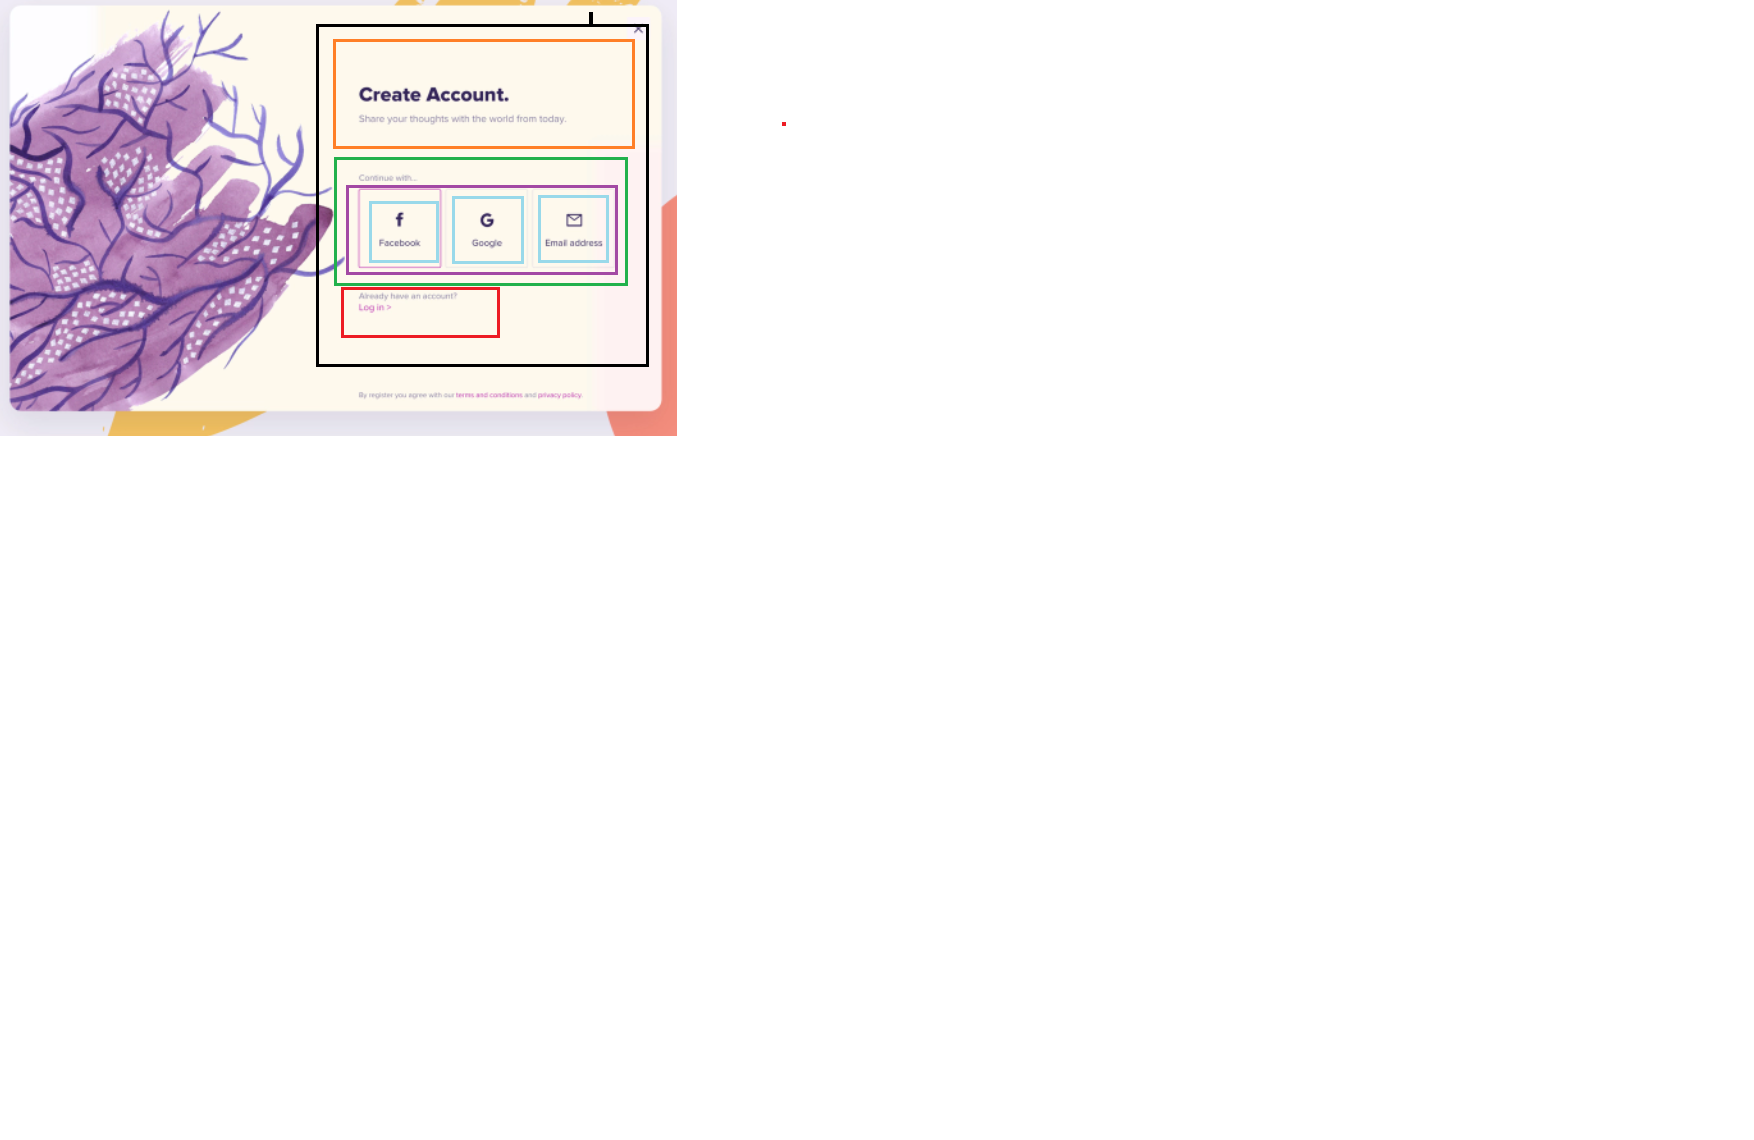 Create Account.
Share your thoughts with the world from today.
Continue with...
Facebook
Google
Email address
Already have an account?
Log in >
By register you agree with our terms and conditions and privacy policy.